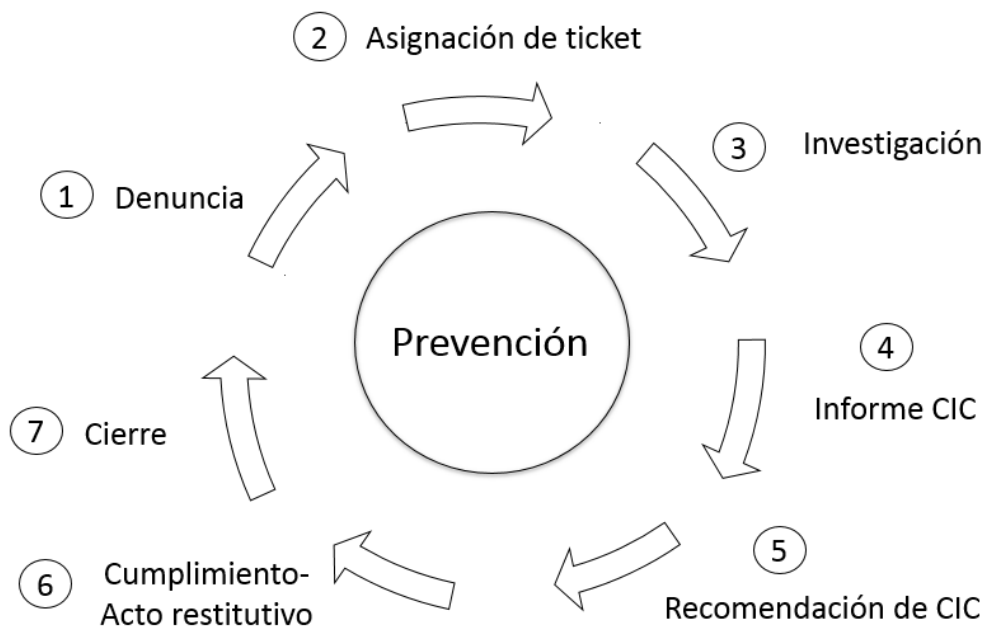 2 Asignación de ticket
3 Investigación
1 Denuncia
Prevención
4
Informe CIC
7 Cierre
5
Recomendación de CIC
6 Cumplimiento-
Acto restitutivo